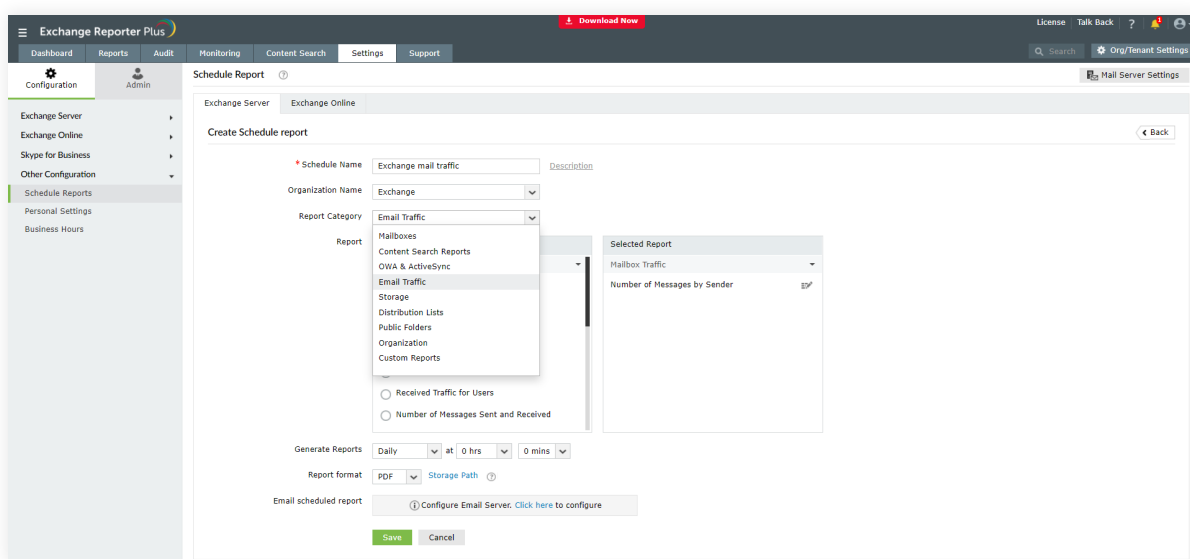 Download Now
License Talk Back ? 1
Exchange Reporter Plus
Dashboard Reports Audit Monitoring Content Search Settings Support
Search Org/Tenant Settings
Configuration Admin
Schedule Report ?
Mail Server Settings
Exchange Server Exchange Online
Exchange Server
Exchange Online
Skype for Business
Other Configuration
Schedule Reports
Personal Settings
Business Hours
Create Schedule report
Back
* Schedule Name Exchange mail traffic Description
Organization Name Exchange
Report Category Email Traffic
Mailboxes
Content Search Reports
OWA & ActiveSync
Email Traffic
Storage
Distribution Lists
Public Folders
Organization
Custom Reports
Report
Received Traffic for Users
Number of Messages Sent and Received
Selected Report
Mailbox Traffic
Number of Messages by Sender
Generate Reports Daily at 0 hrs 0 mins
Report format PDF Storage Path ?
Email scheduled report Configure Email Server. Click here to configure
Save Cancel